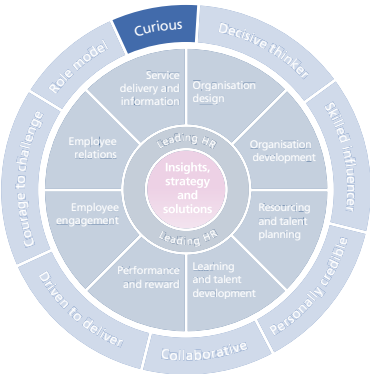 Curious
Decisive thinker
Skilled influencer
Personally credible
Collaborative
Driven to deliver
Courage to challenge
Role model
Service
delivery and
information
Organisation
design
Organisation
development
Resourcing
and talent
planning
Learning
and talent
development
Performance
and reward
Employee
engagement
Employee
relations
Leading HR
Insights,
strategy
and
solutions
Leading HR